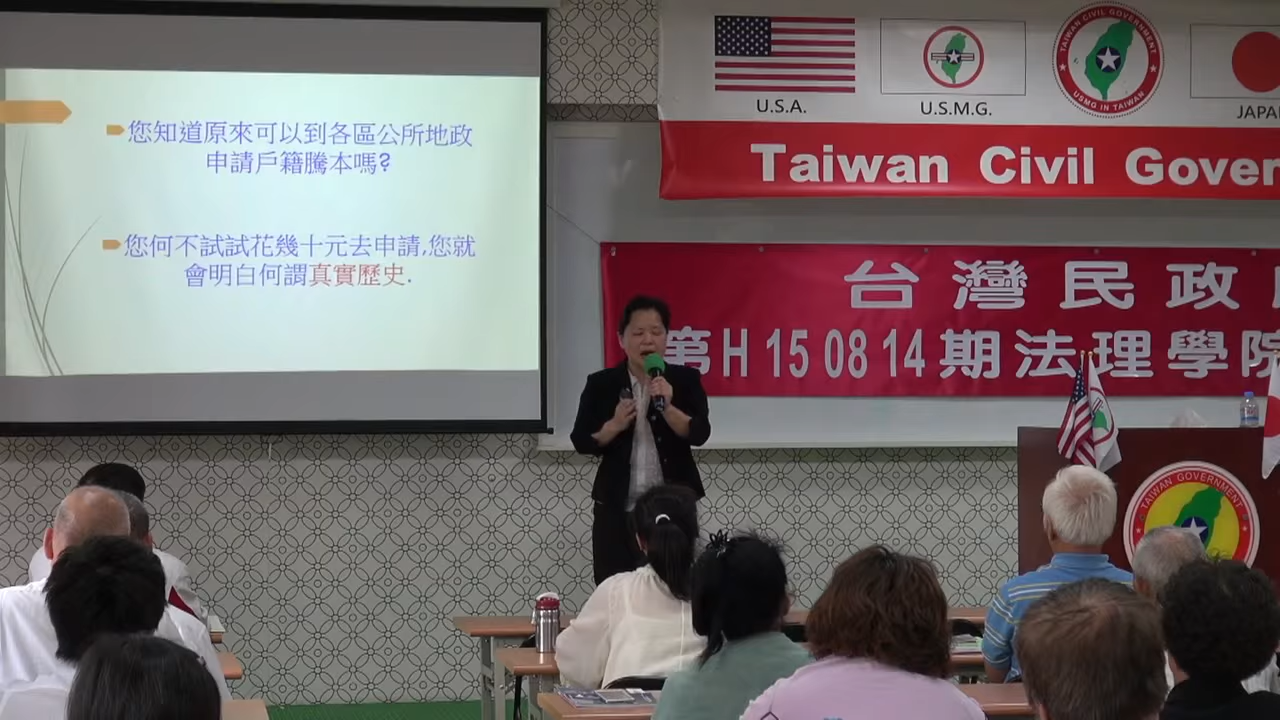 您知道原來可以到各區公所地政
申請戶籍謄本嗎?
您何不試試花幾十元去申請,您就
會明白何謂真實歷史.
U.S.A.
U.S.M.G.
TAIWAN CIVIL GOVERNMENT
USMG IN TAIWAN
JAPA
Taiwan Civil Gover
台灣民政
第H 15 08 14期法理學院
TAIWAN GOVERNMENT